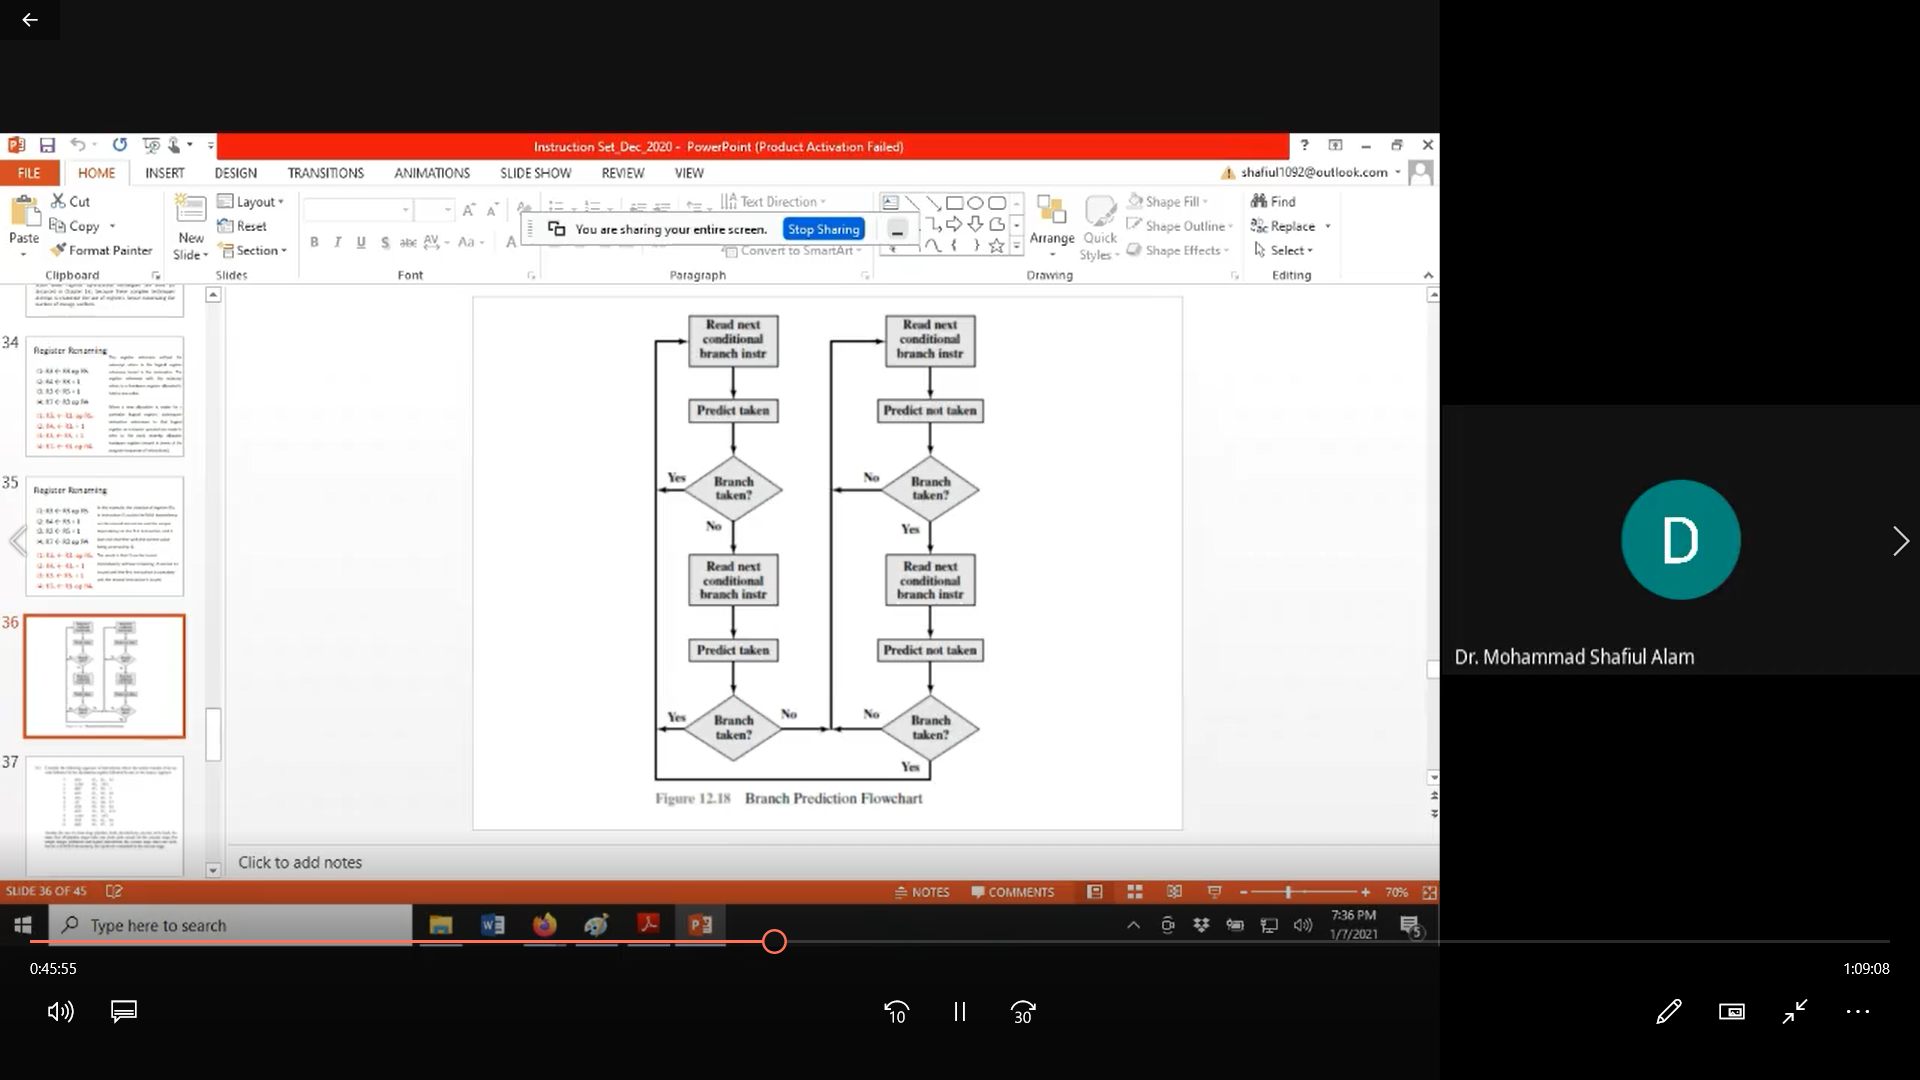 Instruction Set_Dec_2020 - PowerPoint (Product Activation Failed)
?
FILE HOME INSERT DESIGN TRANSITIONS ANIMATIONS SLIDE SHOW REVIEW VIEW
shafiul1092@outlook.com
Paste
Cut
Copy
Format Painter
Clipboard
New
Slide
Layout
Reset
Section
Slides
B I U S abc AV Aa A
Font
You are sharing your entire screen.
Stop Sharing
Text Direction
Convert to SmartArt
Paragraph
Arrange
Quick
Styles
Shape Fill
Shape Outline
Shape Effects
Drawing
Find
Replace
Select
Editing
34
Register Renaming
35
Register Renaming
36
37
Read next
conditional
branch instr
Predict taken
Yes
Branch
taken?
No
Read next
conditional
branch instr
Predict taken
Yes
Branch
taken?
No
Read next
conditional
branch instr
Predict not taken
No
Branch
taken?
Yes
Read next
conditional
branch instr
Predict not taken
No
Branch
taken?
Yes
Figure 12.18 Branch Prediction Flowchart
Click to add notes
SLIDE 36 OF 45
NOTES
COMMENTS
70%
Type here to search
7:36 PM
1/7/2021
5
D
Dr. Mohammad Shafiul Alam
0:45:55
1:09:08
10
30